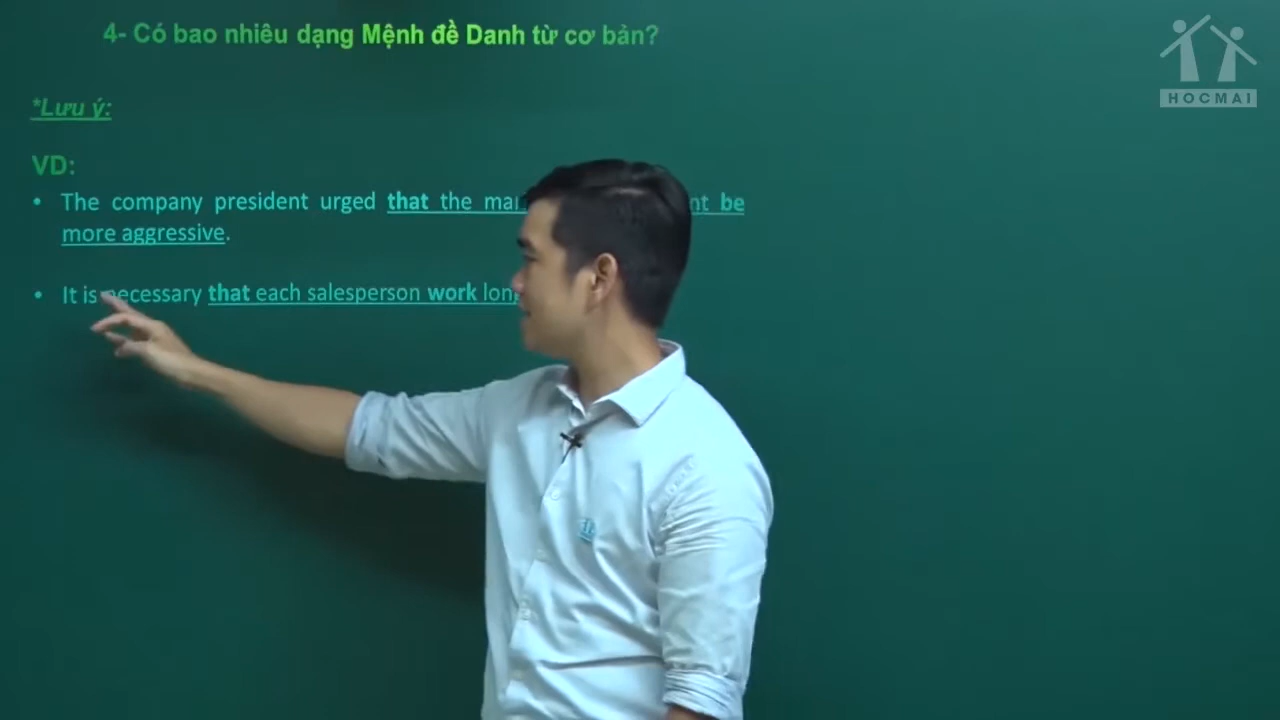 4- Có bao nhiêu dạng Mệnh đề Danh từ cơ bản?
HOCMAI
*Lưu ý:
VD:
• The company president urged that the be
more aggressive.
• It is necessary that each salesperson work